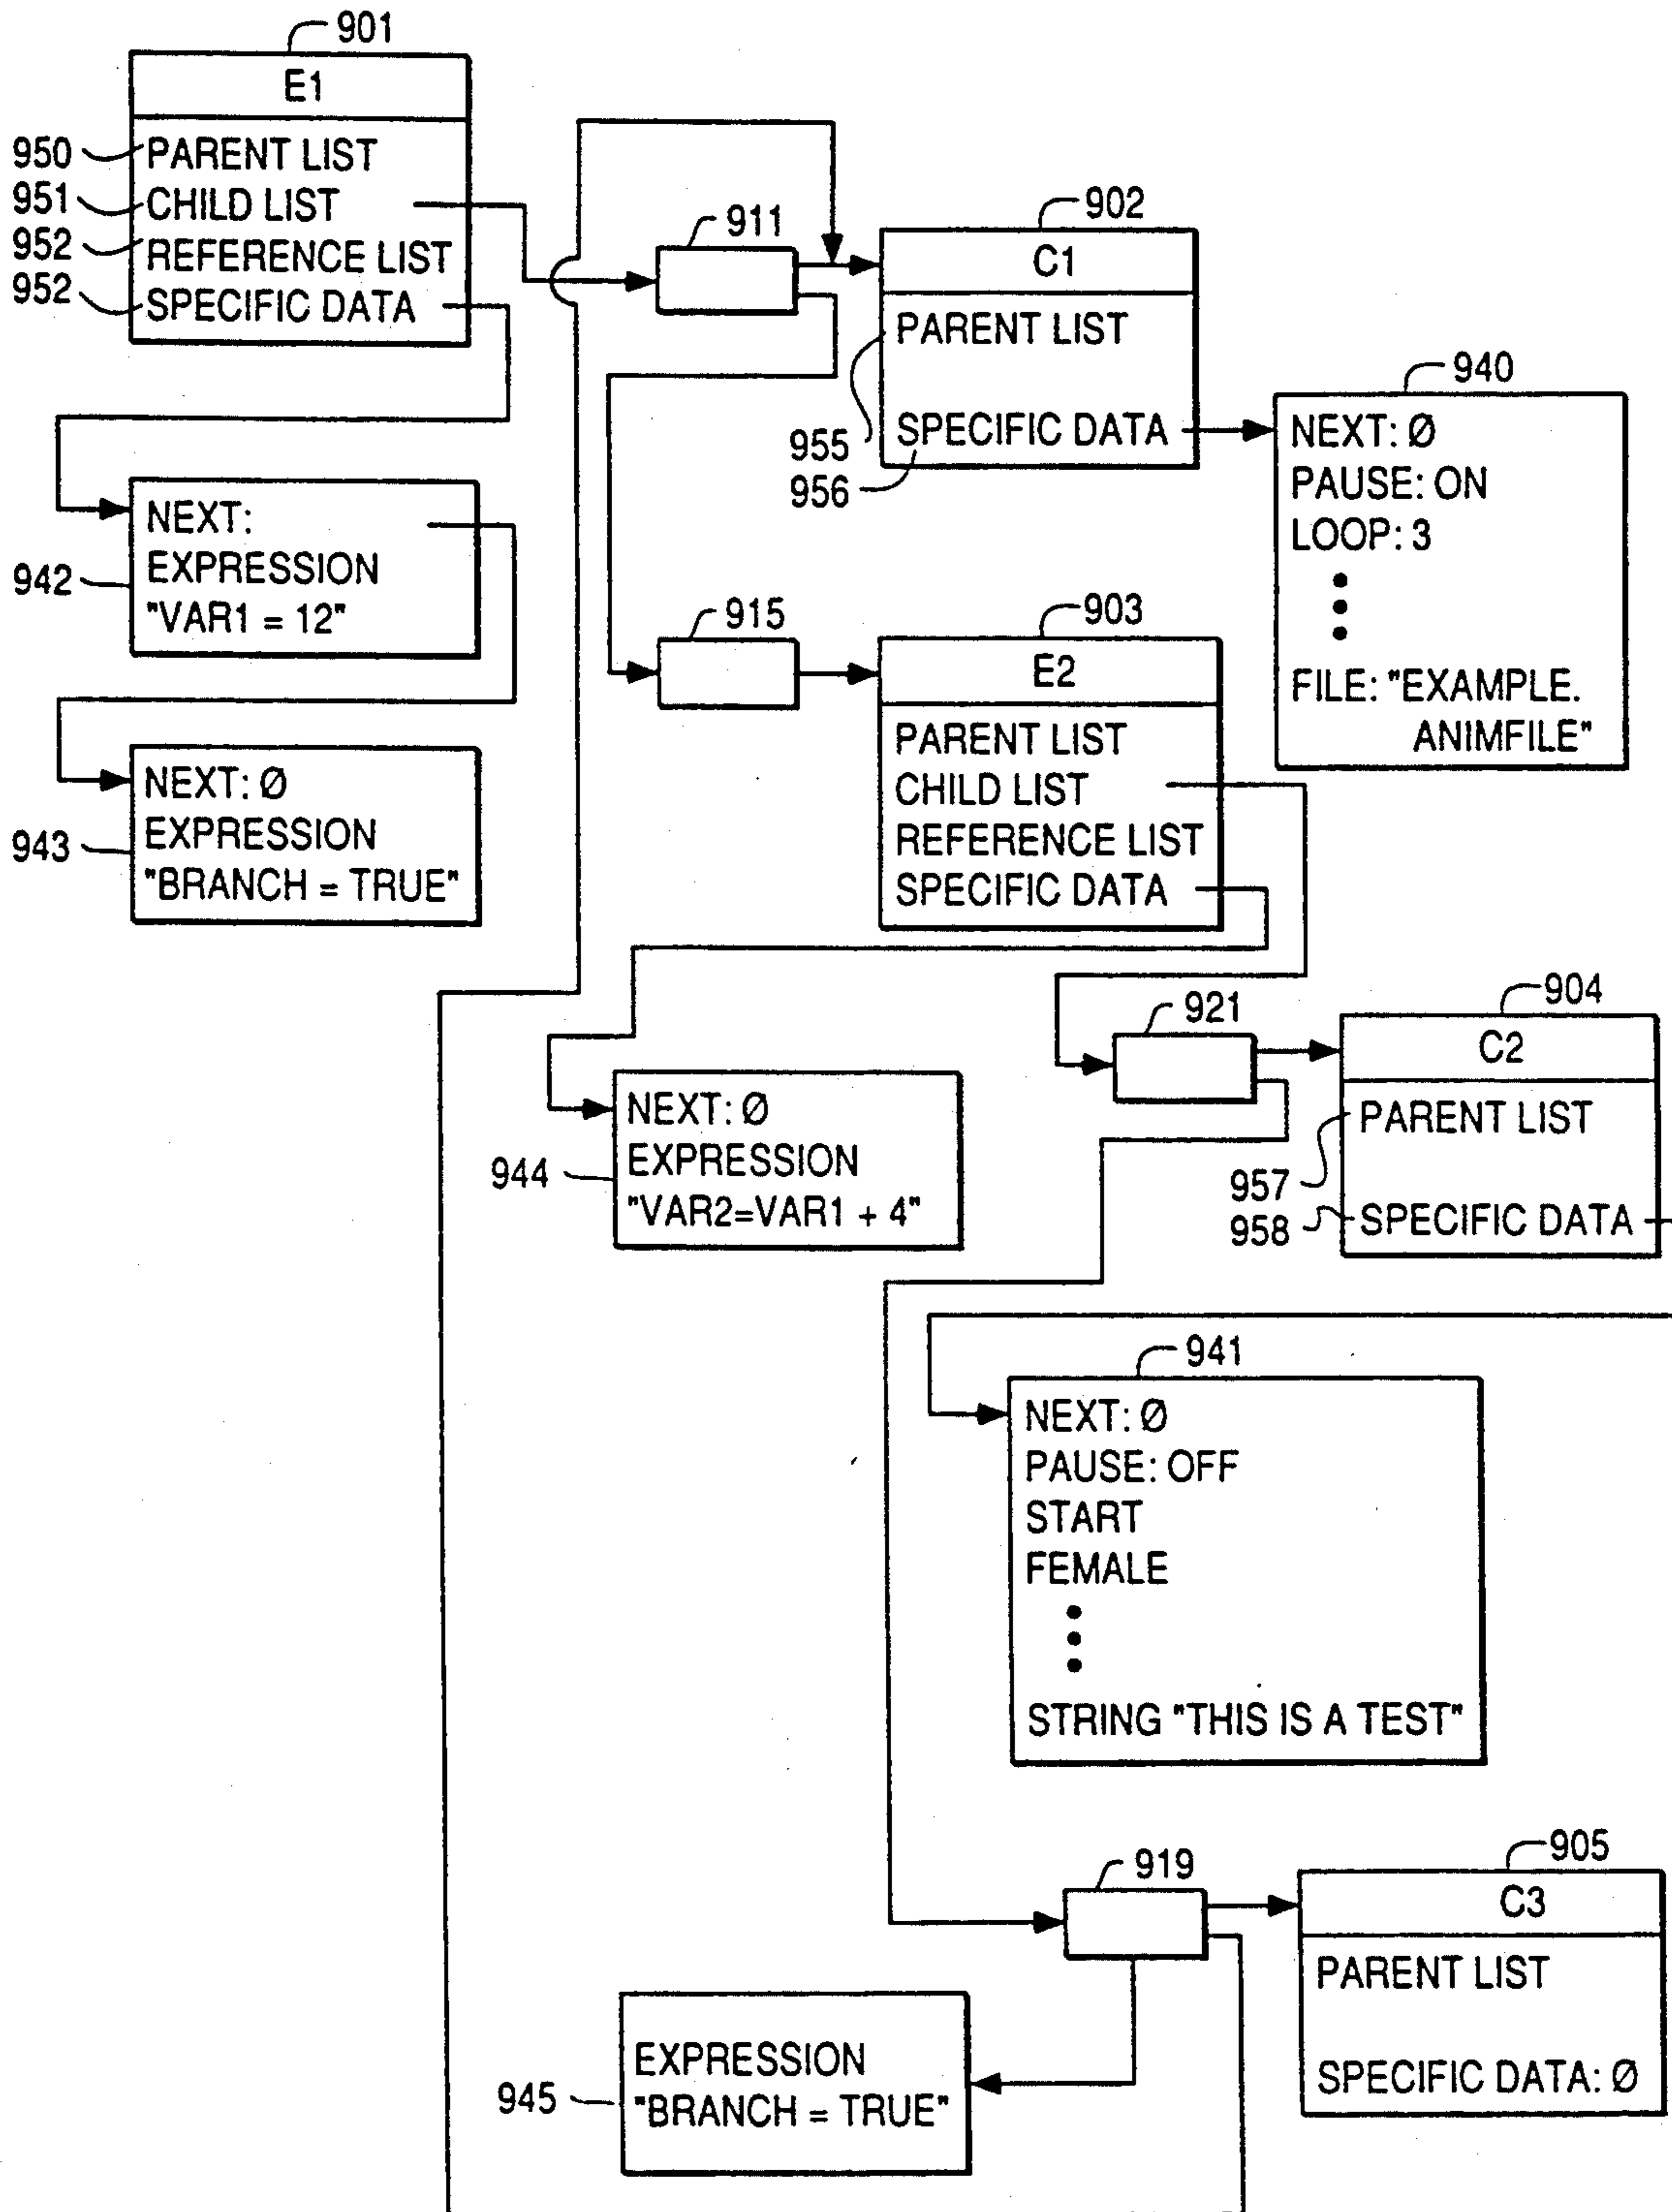 901
E1
950 PARENT LIST
951 CHILD LIST
952 REFERENCE LIST
952 SPECIFIC DATA
911
902
C1
PARENT LIST
SPECIFIC DATA
955
956
940
NEXT: Ø
PAUSE: ON
LOOP: 3
FILE: "EXAMPLE.
ANIMFILE"
942
NEXT:
EXPRESSION
"VAR1 = 12"
943
NEXT: Ø
EXPRESSION
"BRANCH = TRUE"
915
903
E2
PARENT LIST
CHILD LIST
REFERENCE LIST
SPECIFIC DATA
921
904
C2
957 PARENT LIST
958 SPECIFIC DATA
944
NEXT: Ø
EXPRESSION
"VAR2=VAR1 + 4"
941
NEXT: Ø
PAUSE: OFF
START
FEMALE
STRING "THIS IS A TEST"
919
905
C3
PARENT LIST
SPECIFIC DATA: Ø
945
EXPRESSION
"BRANCH = TRUE"